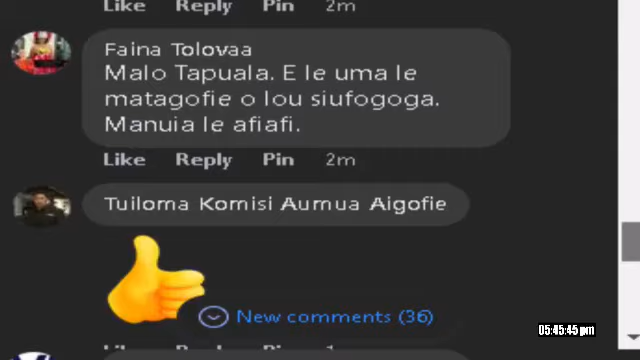 Like Reply Pin 2m
Faina Tolovaa
Malo Tapuala. E le uma le
matagofie o lou siufogoga.
Manuia le afiafi.
Like Reply Pin 2m
Tuiloma Komisi Aumua Aigofie
New comments (36)
05:45:45 pm